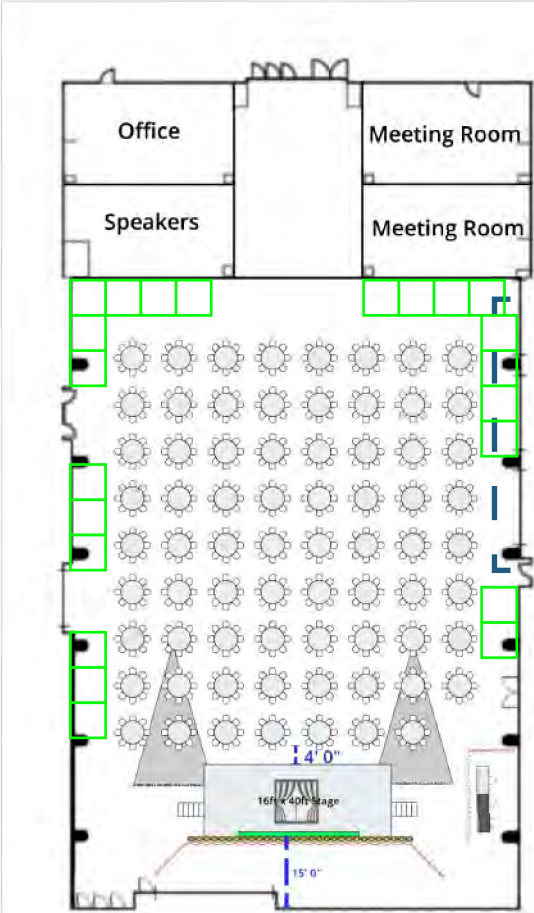 Office
Meeting Room
Speakers
Meeting Room
4' 0"
16ft x 40ft Stage
15' 0"